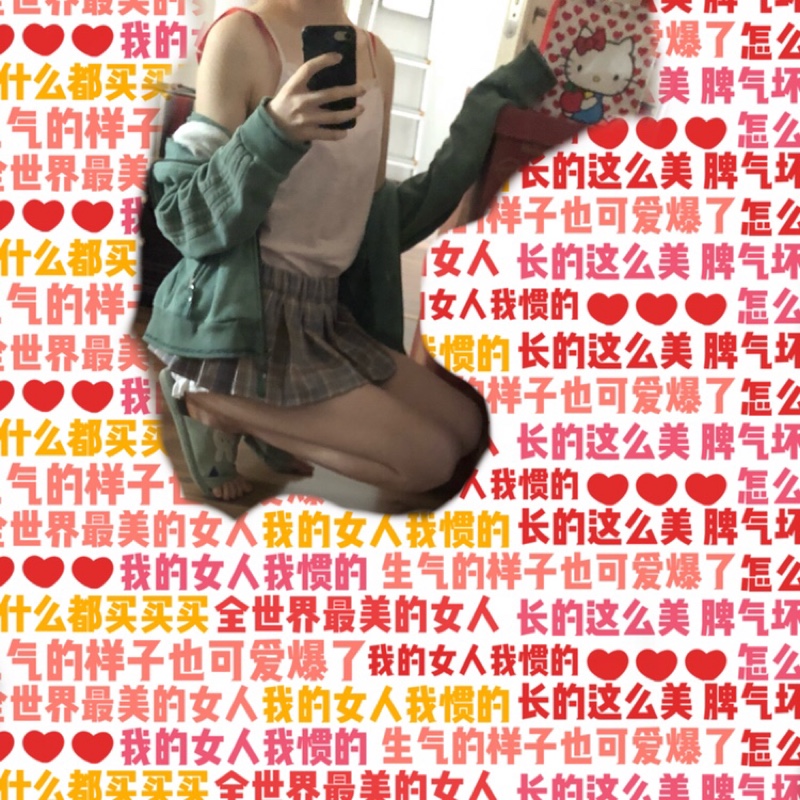 ❤❤❤我的 爆了怎么
什么都买买 美 脾气坏
气的样子 ❤❤❤怎么
全世界最美 长的这么美 脾气坏
❤❤❤我 样子也可爱爆了怎么
什么都买 女人 长的这么美 脾气坏
气的样 女人我惯的❤❤❤怎么
全世界最美 惯的长的这么美 脾气坏
❤❤❤我 样子也可爱爆了怎么
什么都买买 人 长的这么美 脾气坏
气的样子也 人我惯的❤❤❤怎么
全世界最美的女人我的女人我惯的长的这么美 脾气坏
❤❤❤我的女人我惯的 生气的样子也可爱爆了怎么
什么都买买买全世界最美的女人 长的这么美 脾气坏
气的样子也可爱爆了我的女人我惯的❤❤❤怎么
全世界最美的女人我的女人我惯的长的这么美 脾气坏
❤❤❤我的女人我惯的 生气的样子也可爱爆了怎么
什么都买买买全世界最美的女人 长的这么美 脾气坏